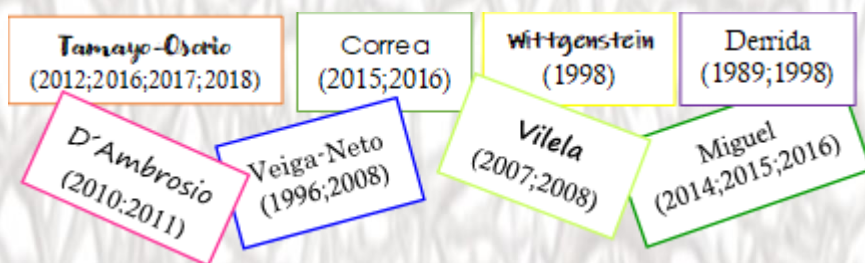 Tamayo-Osorio
(2012;2016;2017;2018)
Correa
(2015;2016)
Wittgenstein
(1998)
Derrida
(1989;1998)
D´Ambrosio
(2010;2011)
Veiga-Neto
(1996;2008)
Vilela
(2007;2008)
Miguel
(2014;2015;2016)